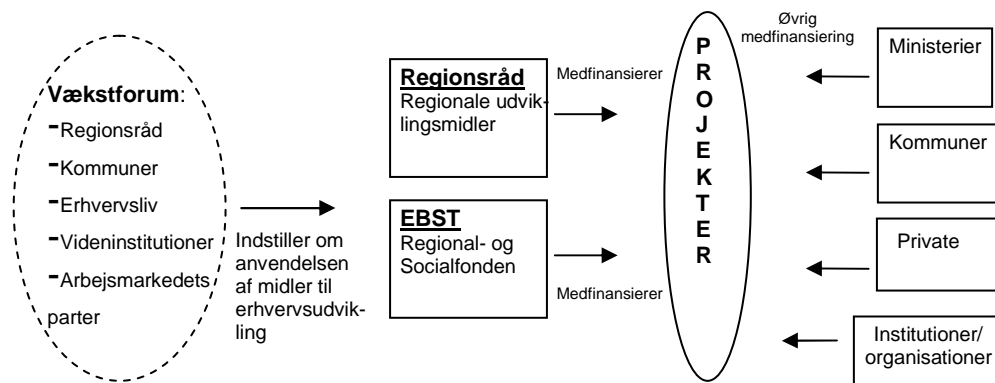 Vækstforum:
-Regionsråd
-Kommuner
-Erhvervsliv
-Videninstitutioner
-Arbejsmarkedets
parter
Indstiller om
anvendelsen
af midler til
erhvervsudvik-
ling
Regionsråd
Regionale udvik-
lingsmidler
Medfinansierer
EBST
Regional- og
Socialfonden
Medfinansierer
P
R
O
J
E
K
T
E
R
Øvrig
medfinansiering
Ministerier
Kommuner
Private
Institutioner/
organisationer